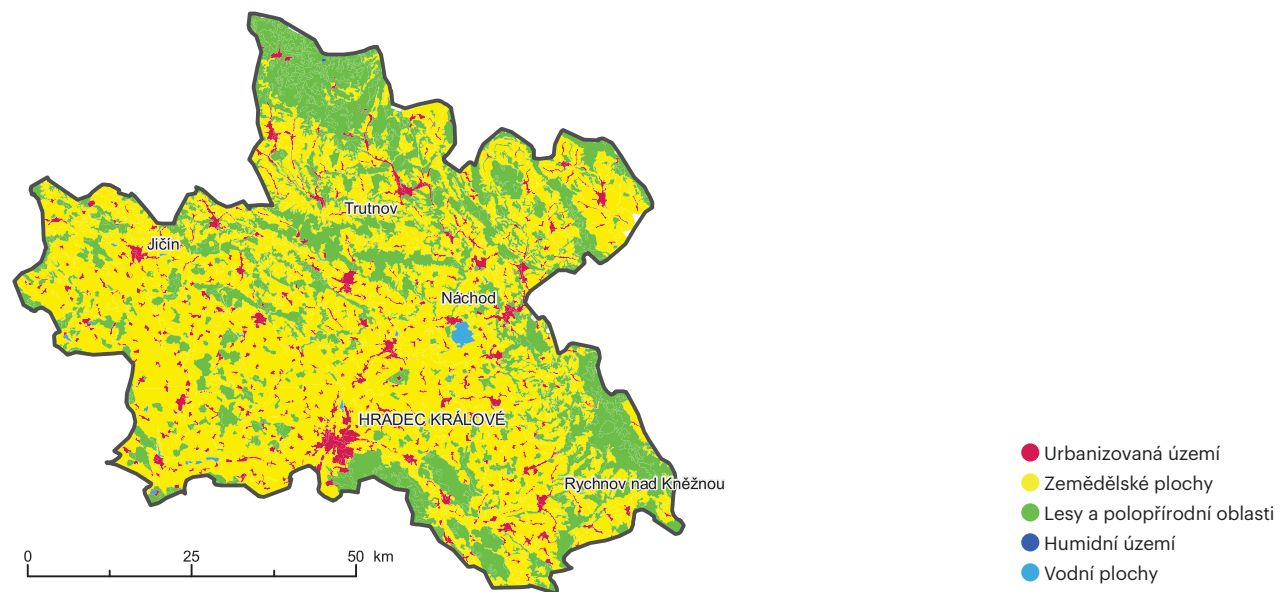 Trutnov
Jičín
Náchod
HRADEC KRÁLOVÉ
Rychnov nad Kněžnou
0 25 50 km
Urbanizovaná území
Zemědělské plochy
Lesy a polopřírodní oblasti
Humidní území
Vodní plochy